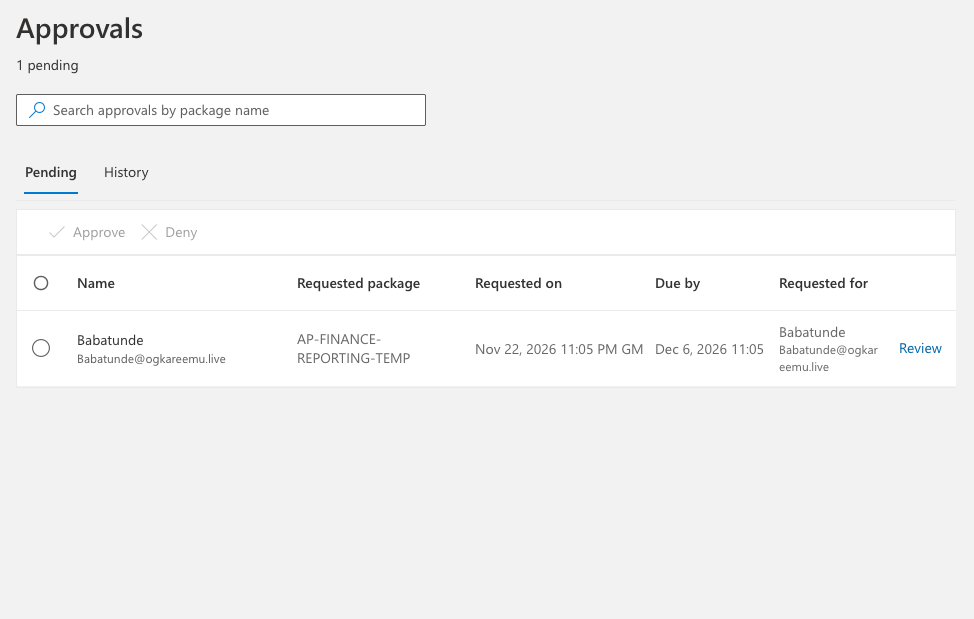 Approvals
1 pending
Search approvals by package name
Pending History
Approve Deny
Name Requested package Requested on Due by Requested for
Babatunde
Babatunde@ogkareemu.live
AP-FINANCE-
REPORTING-TEMP
Nov 22, 2026 11:05 PM GM
Dec 6, 2026 11:05
Babatunde
Babatunde@ogkar
eemu.live
Review